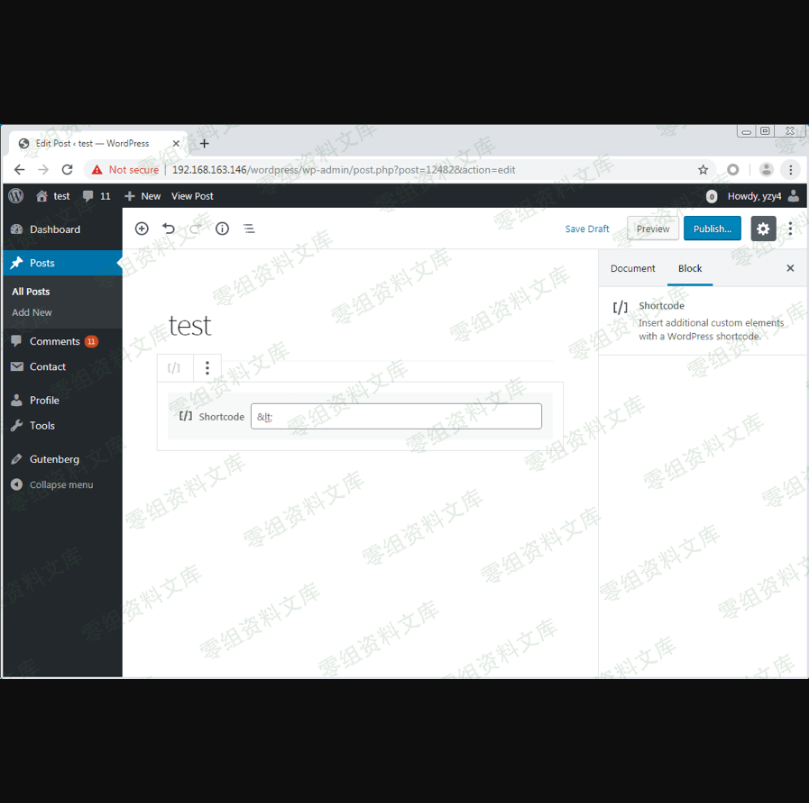 Edit Post ‹ test — WordPress
Not secure | 192.168.163.146/wordpress/wp-admin/post.php?post=12482&action=edit
test 11 + New View Post 0 Howdy, yzy4
Dashboard
Save Draft Preview Publish...
Posts
Document Block
All Posts
Add New
[/] Shortcode
Insert additional custom elements
with a WordPress shortcode.
test
Comments 11
Contact
[/]
Profile
[/] Shortcode &lt;
Tools
Gutenberg
Collapse menu
零组资料文库